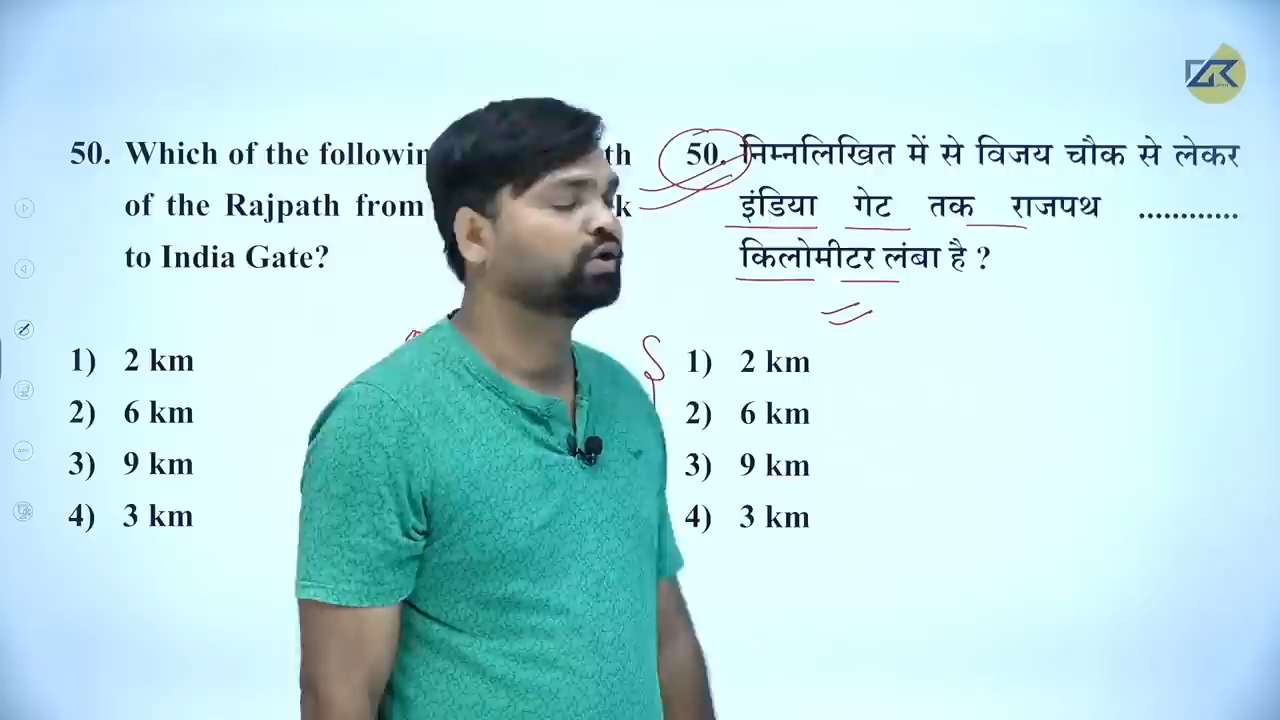 50. Which of the following
of the Rajpath from
to India Gate?
1) 2 km
2) 6 km
3) 9 km
4) 3 km
50. निम्नलिखित में से विजय चौक से लेकर
इंडिया गेट तक राजपथ ............
किलोमीटर लंबा है ?
1) 2 km
2) 6 km
3) 9 km
4) 3 km